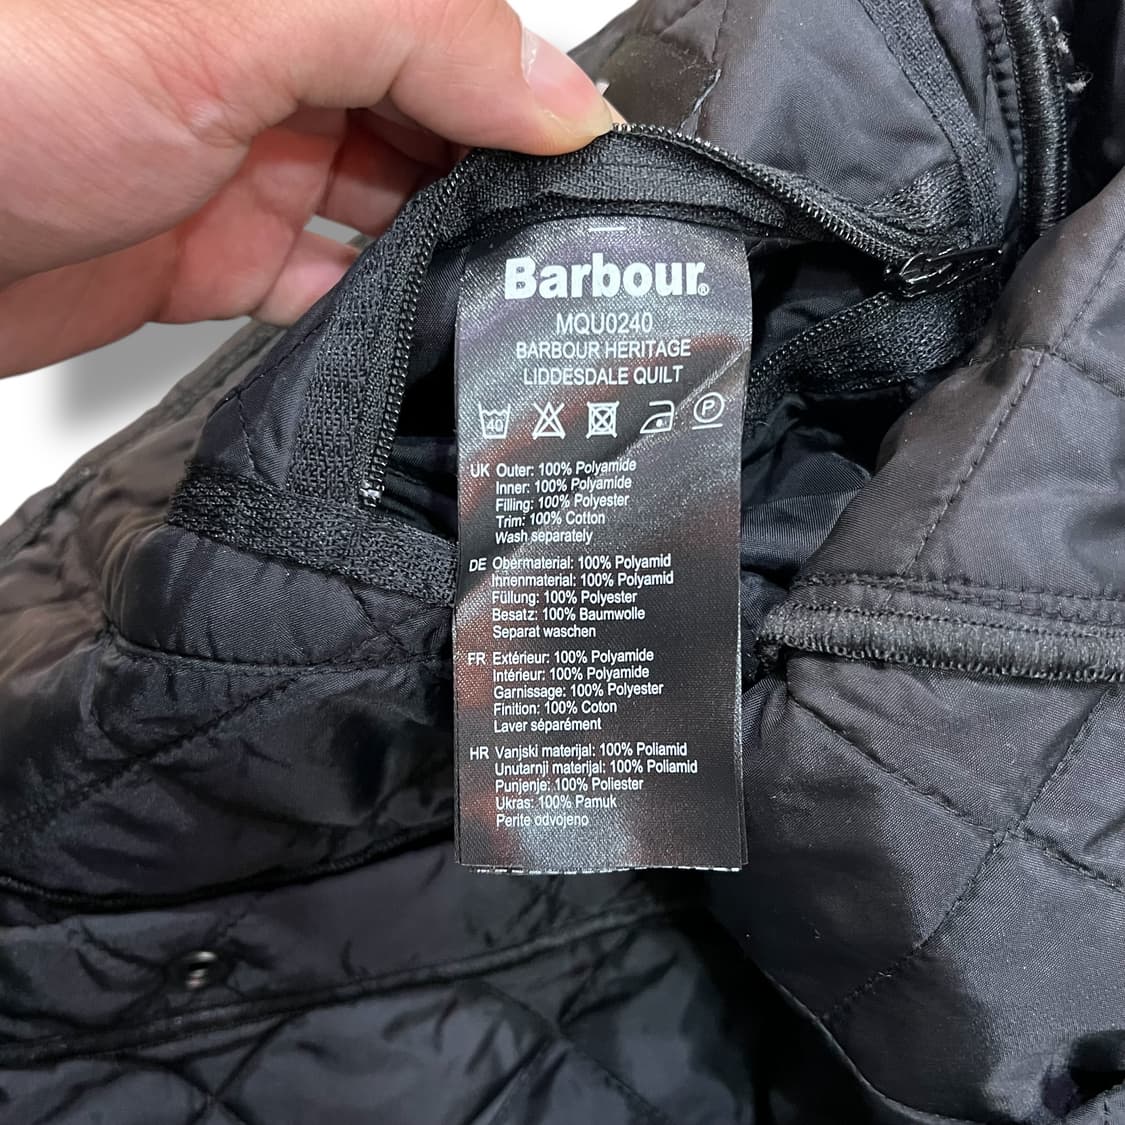 Barbour®
MQU0240
BARBOUR HERITAGE
LIDDESDALE QUILT
40
P
UK Outer: 100% Polyamide
Inner: 100% Polyamide
Filling: 100% Polyester
Trim: 100% Cotton
Wash separately
DE Obermaterial: 100% Polyamid
Innenmaterial: 100% Polyamid
Füllung: 100% Polyester
Besatz: 100% Baumwolle
Separat waschen
FR Extérieur: 100% Polyamide
Intérieur: 100% Polyamide
Garnissage: 100% Polyester
Finition: 100% Coton
Laver séparément
HR Vanjski materijal: 100% Poliamid
Unutarnji materijal: 100% Poliamid
Punjenje: 100% Poliester
Ukras: 100% Pamuk
Perite odvojeno